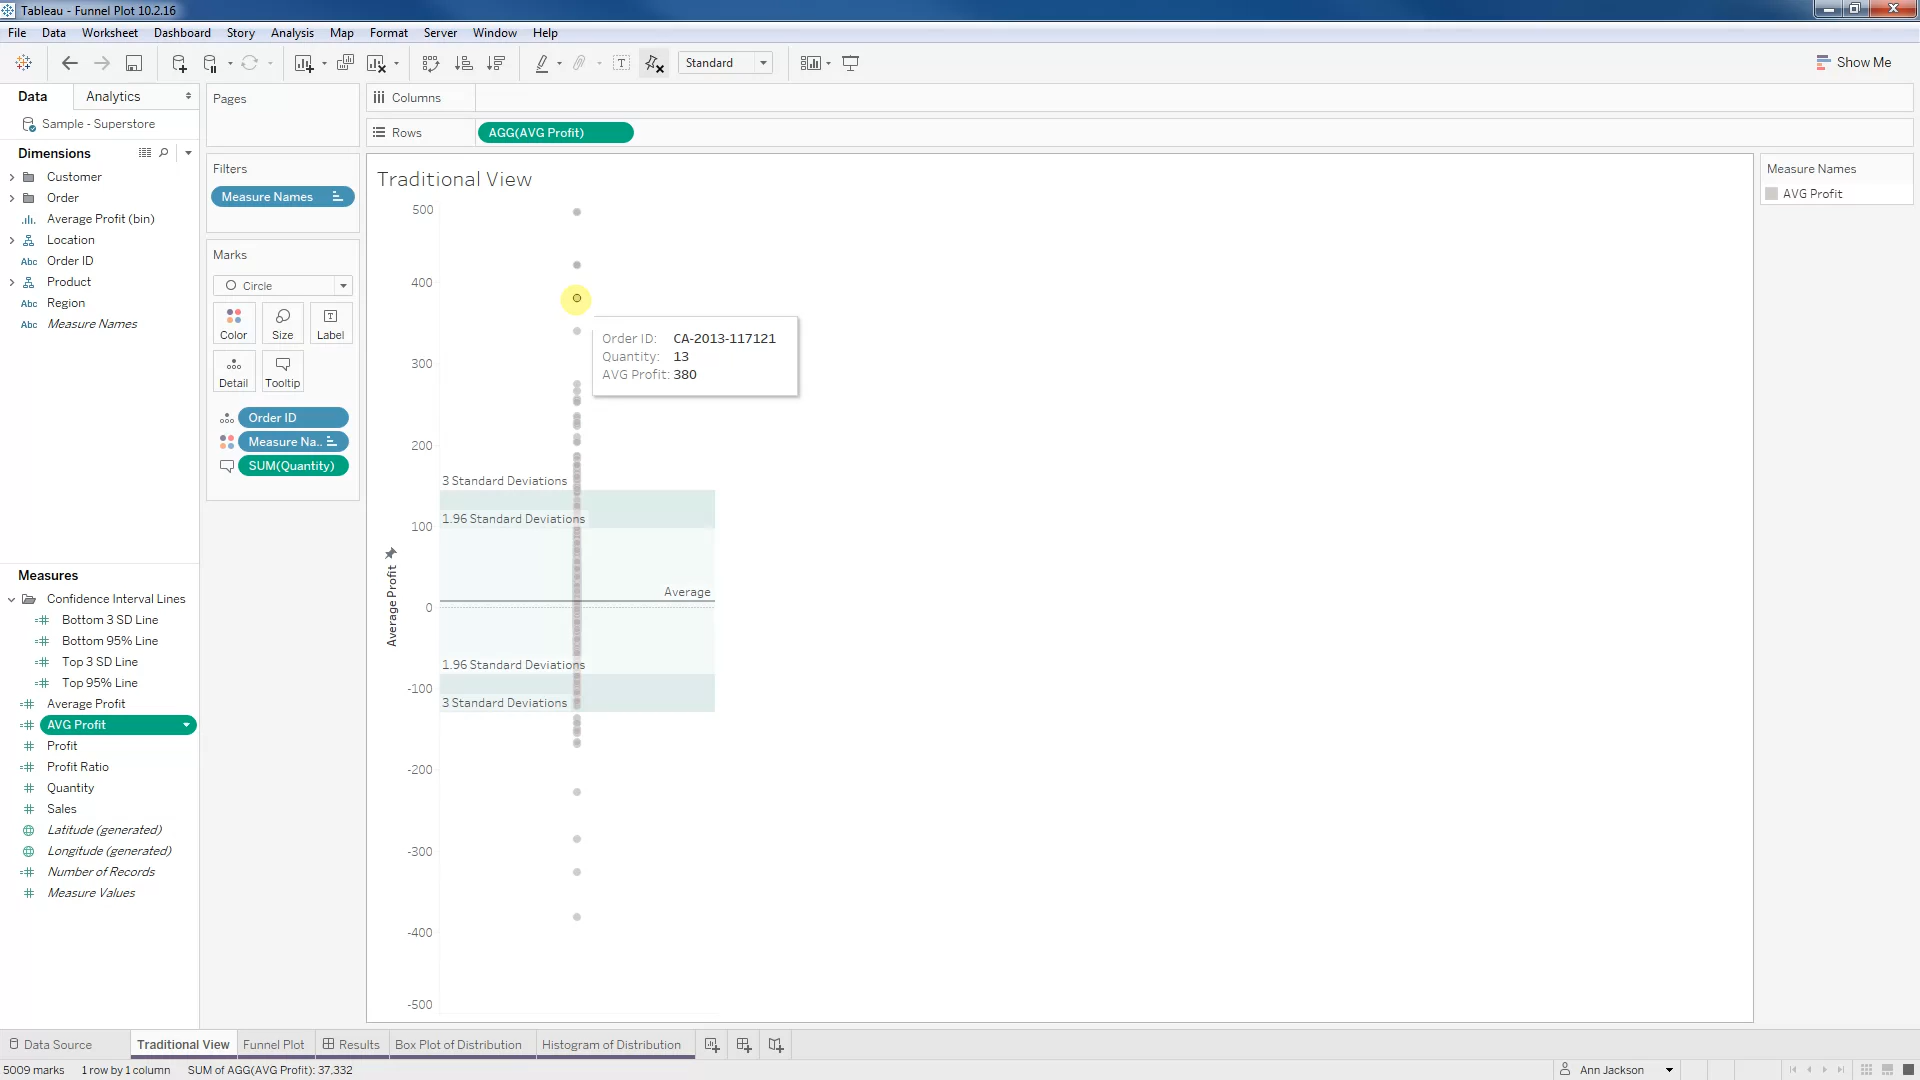 Tableau - Funnel Plot 10.2.16
File Data Worksheet Dashboard Story Analysis Map Format Server Window Help
Standard
Show Me
Data
Analytics
Sample - Superstore
Dimensions
Customer
Order
Average Profit (bin)
Location
Abc Order ID
Product
Abc Region
Abc Measure Names
Measures
Confidence Interval Lines
Bottom 3 SD Line
Bottom 95% Line
Top 3 SD Line
Top 95% Line
Average Profit
AVG Profit
Profit
Profit Ratio
Quantity
Sales
Latitude (generated)
Longitude (generated)
Number of Records
Measure Values
Pages
Filters
Measure Names
Marks
Circle
Color Size Label
Detail Tooltip
Order ID
Measure Na..
SUM(Quantity)
Columns
Rows AGG(AVG Profit)
Traditional View
500
400
300
200
100
0
-100
-200
-300
-400
-500
Average Profit
3 Standard Deviations
1.96 Standard Deviations
Average
1.96 Standard Deviations
3 Standard Deviations
Order ID: CA-2013-117121
Quantity: 13
AVG Profit: 380
Measure Names
AVG Profit
Data Source Traditional View Funnel Plot Results Box Plot of Distribution Histogram of Distribution
5009 marks 1 row by 1 column SUM of AGG(AVG Profit): 37,332
Ann Jackson